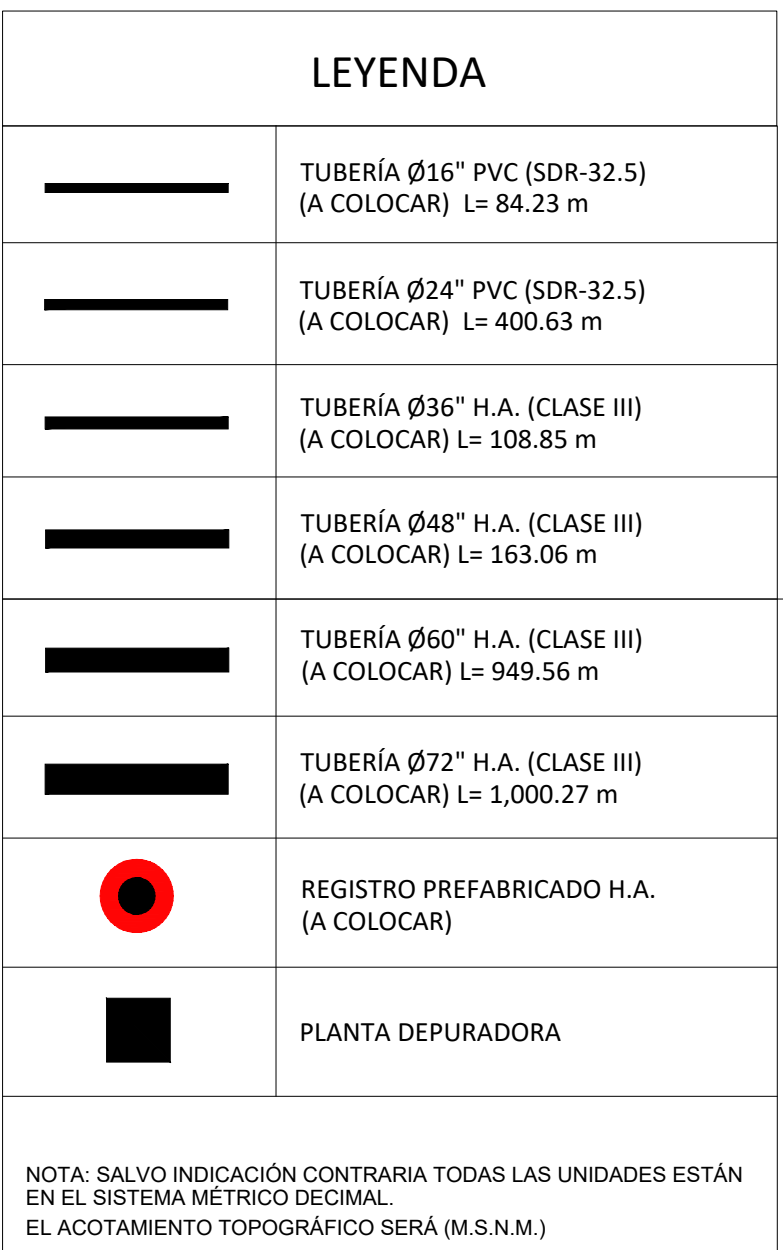 LEYENDA
TUBERÍA Ø16" PVC (SDR-32.5)
(A COLOCAR) L= 84.23 m
TUBERÍA Ø24" PVC (SDR-32.5)
(A COLOCAR) L= 400.63 m
TUBERÍA Ø36" H.A. (CLASE III)
(A COLOCAR) L= 108.85 m
TUBERÍA Ø48" H.A. (CLASE III)
(A COLOCAR) L= 163.06 m
TUBERÍA Ø60" H.A. (CLASE III)
(A COLOCAR) L= 949.56 m
TUBERÍA Ø72" H.A. (CLASE III)
(A COLOCAR) L= 1,000.27 m
REGISTRO PREFABRICADO H.A.
(A COLOCAR)
PLANTA DEPURADORA
NOTA: SALVO INDICACIÓN CONTRARIA TODAS LAS UNIDADES ESTÁN
EN EL SISTEMA MÉTRICO DECIMAL.
EL ACOTAMIENTO TOPOGRÁFICO SERÁ (M.S.N.M.)